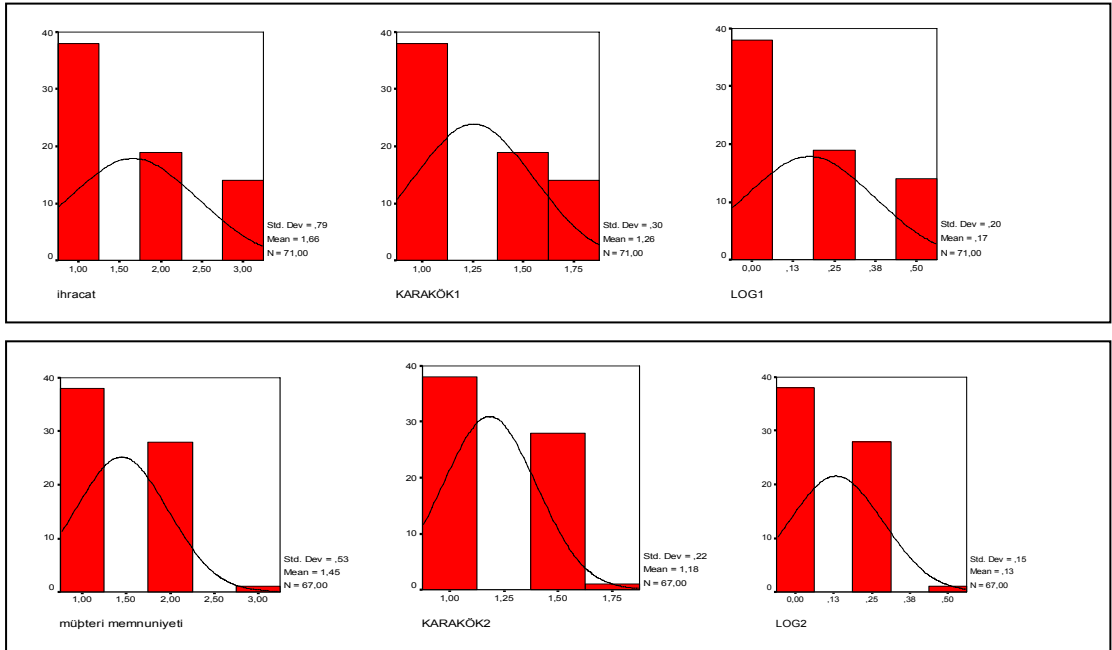 40
30
20
10
0
1,00 1,50 2,00 2,50 3,00
ihracat
Std. Dev = ,79
Mean = 1,66
N = 71,00
40
30
20
10
0
1,00 1,25 1,50 1,75
KARAKÖK1
Std. Dev = ,30
Mean = 1,26
N = 71,00
40
30
20
10
0
0,00 ,13 ,25 ,38 ,50
LOG1
Std. Dev = ,20
Mean = ,17
N = 71,00
40
30
20
10
0
1,00 1,50 2,00 2,50 3,00
müþteri memnuniyeti
Std. Dev = ,53
Mean = 1,45
N = 67,00
40
30
20
10
0
1,00 1,25 1,50 1,75
KARAKÖK2
Std. Dev = ,22
Mean = 1,18
N = 67,00
40
30
20
10
0
0,00 ,13 ,25 ,38 ,50
LOG2
Std. Dev = ,15
Mean = ,13
N = 67,00